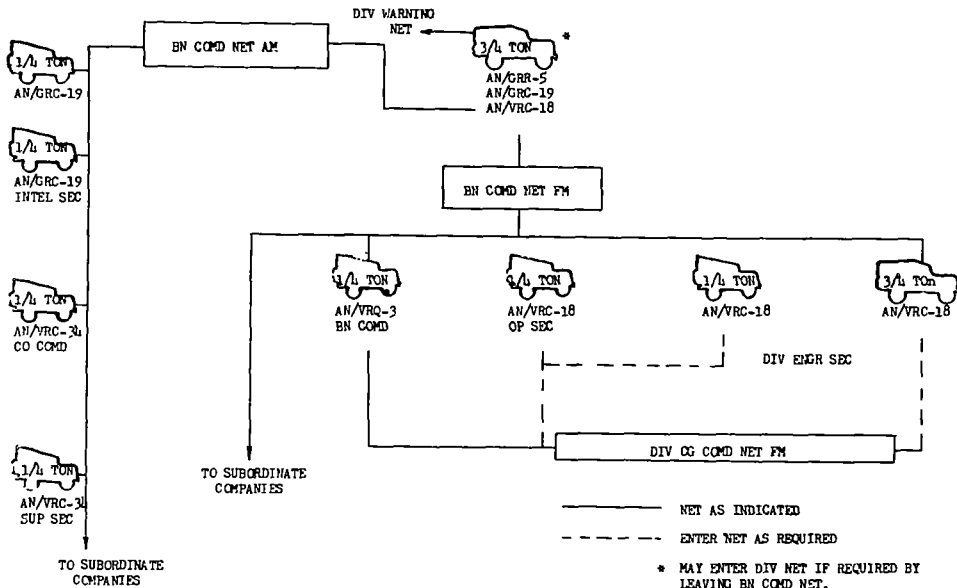 DIV WARNING
NET
BN COMD NET AM
3/4 TON
*
AN/GRR-5
AN/GRC-19
AN/VRC-18
1/4 TON
AN/GRC-19
1/4 TON
AN/GRC-19
INTEL SEC
BN COMD NET FM
1/4 TON
AN/VRC-34
CO COMD
1/4 TON
AN/VRQ-3
BN COMD
1/4 TON
AN/VRC-18
OP SEC
1/4 TON
AN/VRC-18
3/4 TOn
AN/VRC-18
DIV ENGR SEC
DIV CG COMD NET FM
1/4 TON
AN/VRC-34
SUP SEC
TO SUBORDINATE
COMPANIES
TO SUBORDINATE
COMPANIES
NET AS INDICATED
ENTER NET AS REQUIRED
* MAY ENTER DIV NET IF REQUIRED BY
LEAVING BN COMD NET.